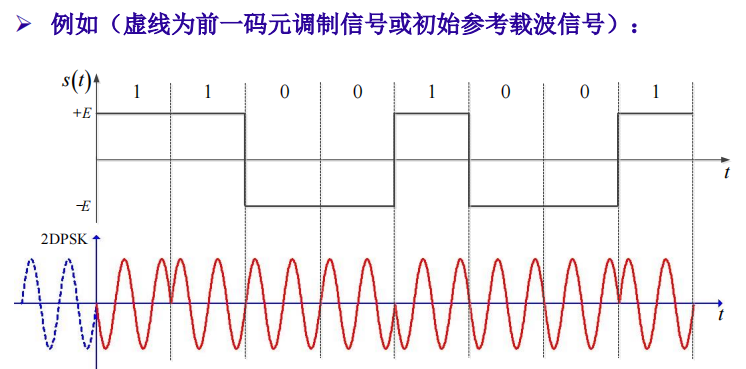 ➢ 例如（虚线为前一码元调制信号或初始参考载波信号）：
s(t)
1 1 0 0 1 0 0 1
+E
t
−E
2DPSK
t